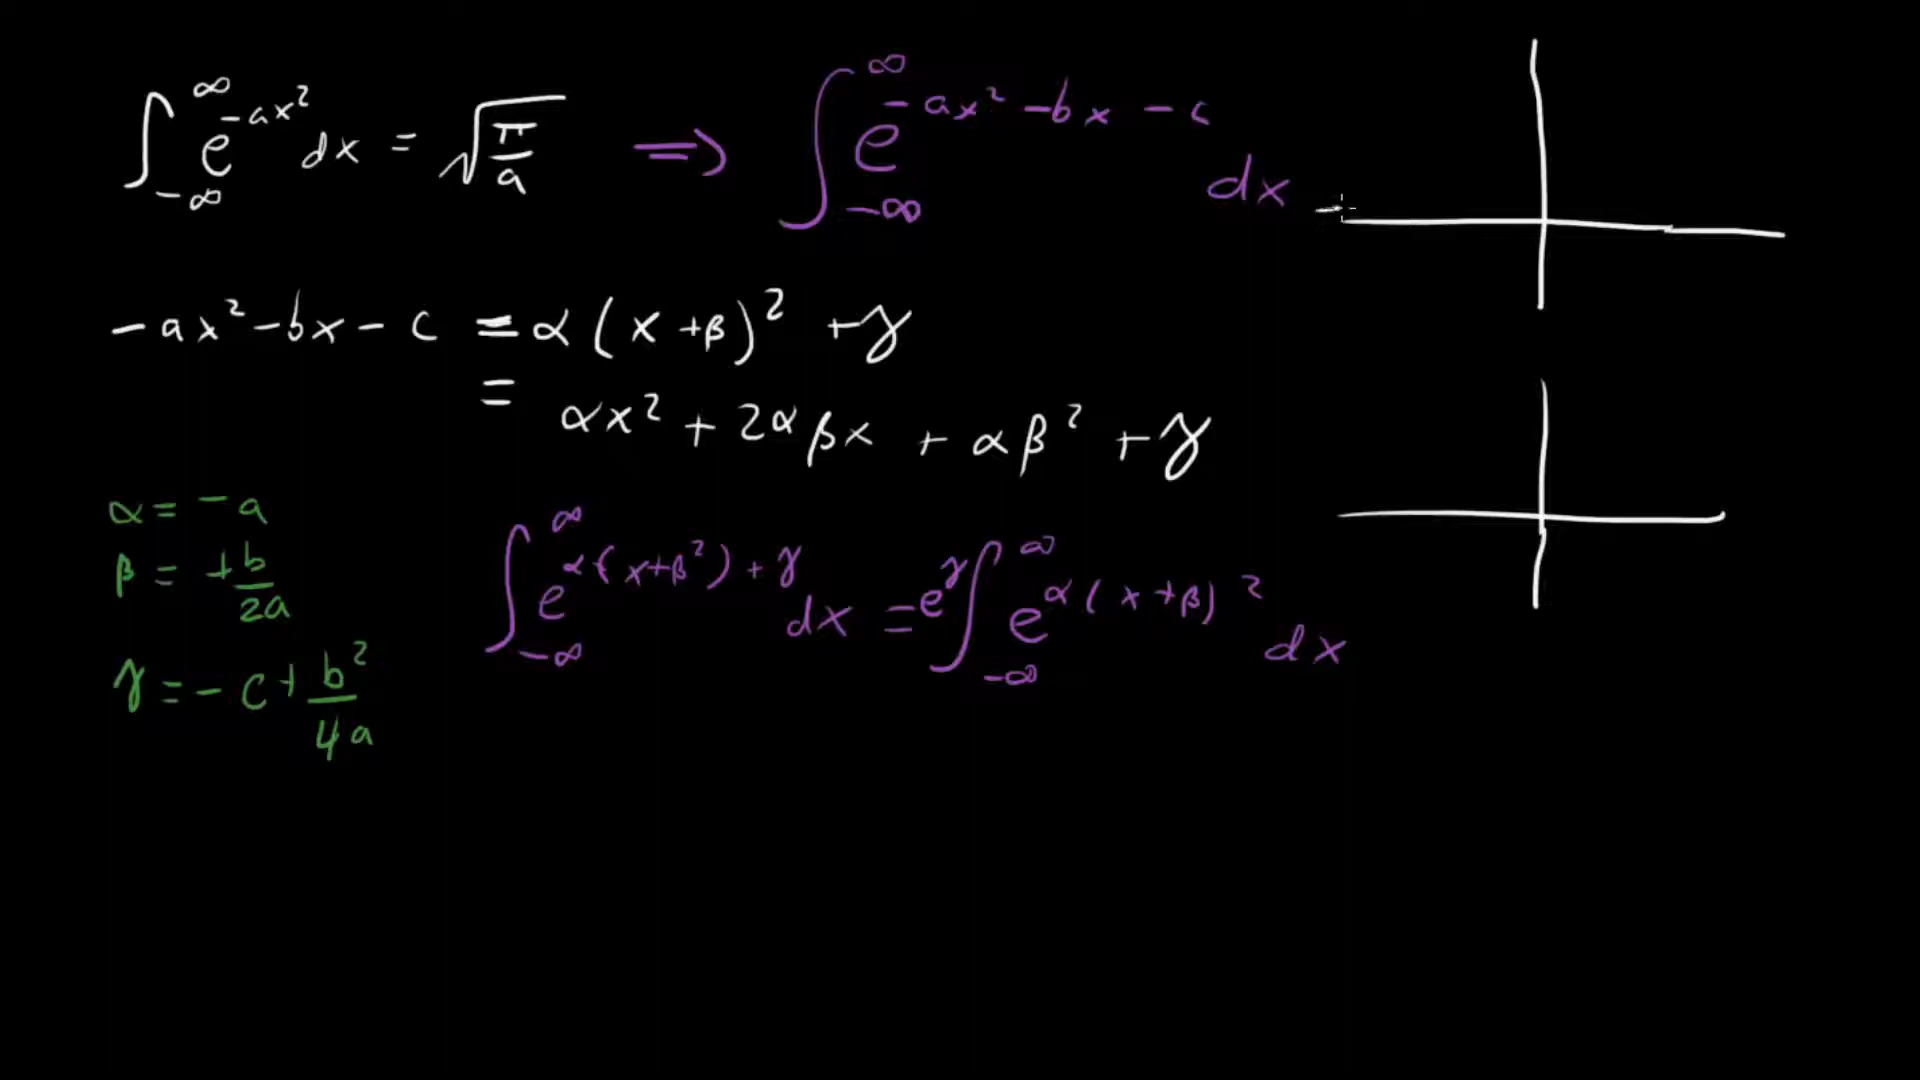 ∫_{-∞}^{∞} e^{-ax²} dx = √(π/a) ⇒ ∫_{-∞}^{∞} e^{-ax² - bx - c} dx
-ax² - bx - c = α(x + β)² + γ
= αx² + 2αβx + αβ² + γ
α = -a
β = +b/2a
γ = -c + b²/4a
∫_{-∞}^{∞} e^{α(x+β²) + γ} dx = e^γ ∫_{-∞}^{∞} e^{α(x+β)²} dx